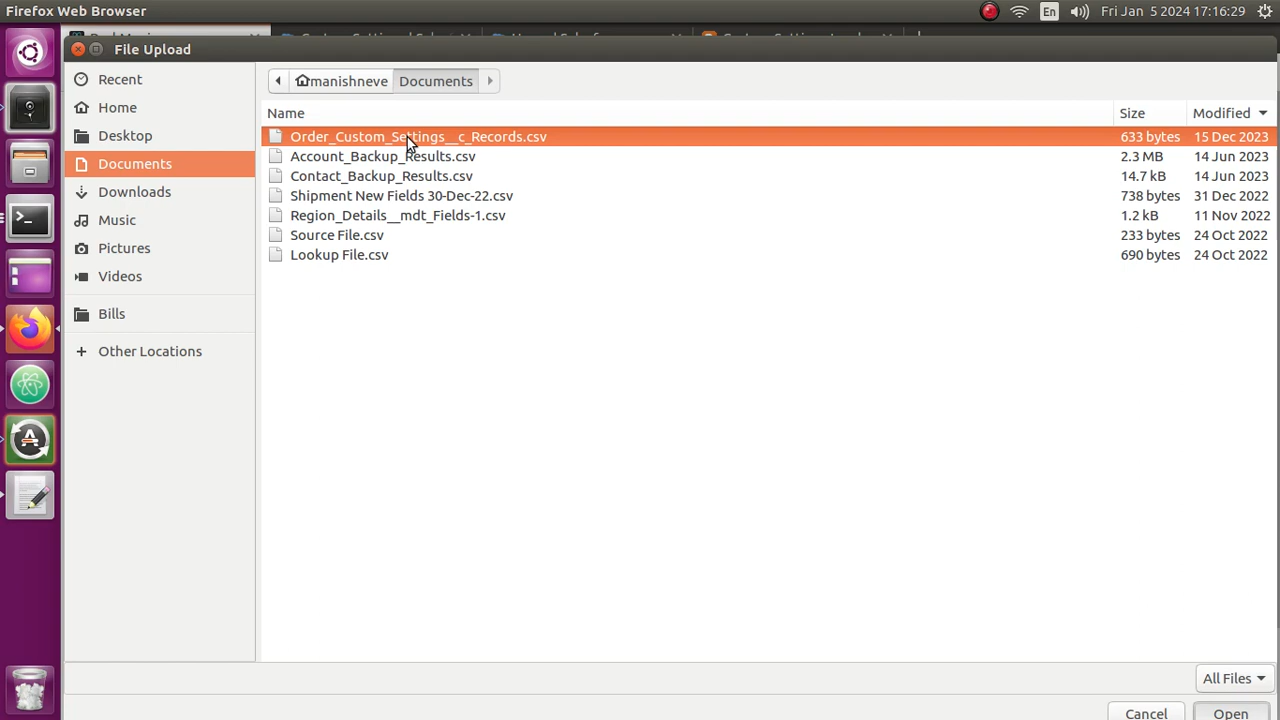 Firefox Web Browser
En
Fri Jan 5 2024 17:16:29
File Upload
Recent
Home
Desktop
Documents
Downloads
Music
Pictures
Videos
Bills
Other Locations
manishneve Documents
Name Size Modified
Order_Custom_Settings__c_Records.csv 633 bytes 15 Dec 2023
Account_Backup_Results.csv 2.3 MB 14 Jun 2023
Contact_Backup_Results.csv 14.7 kB 14 Jun 2023
Shipment New Fields 30-Dec-22.csv 738 bytes 31 Dec 2022
Region_Details__mdt_Fields-1.csv 1.2 kB 11 Nov 2022
Source File.csv 233 bytes 24 Oct 2022
Lookup File.csv 690 bytes 24 Oct 2022
All Files
Cancel Open